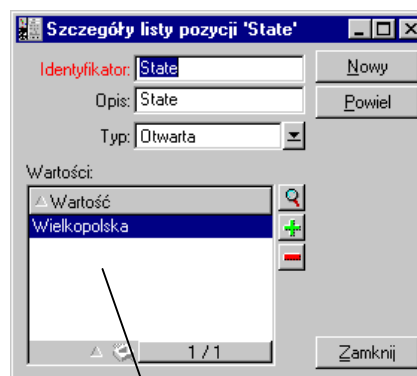 Szczegóły listy pozycji 'State'
Identyfikator: State
Nowy
Opis: State
Powiel
Typ: Otwarta
Wartości:
Wartość
Wielkopolska
1 / 1
Zamknij